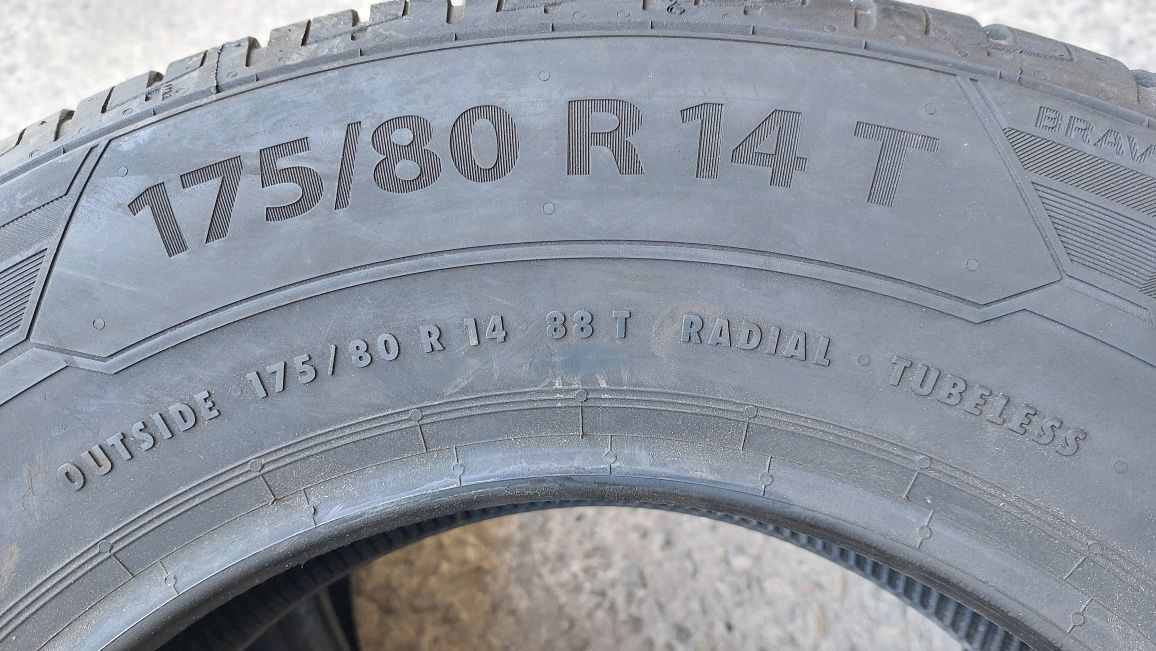 175/80 R 14 T
OUTSIDE · 175/80 R 14 88 T RADIAL · TUBELESS